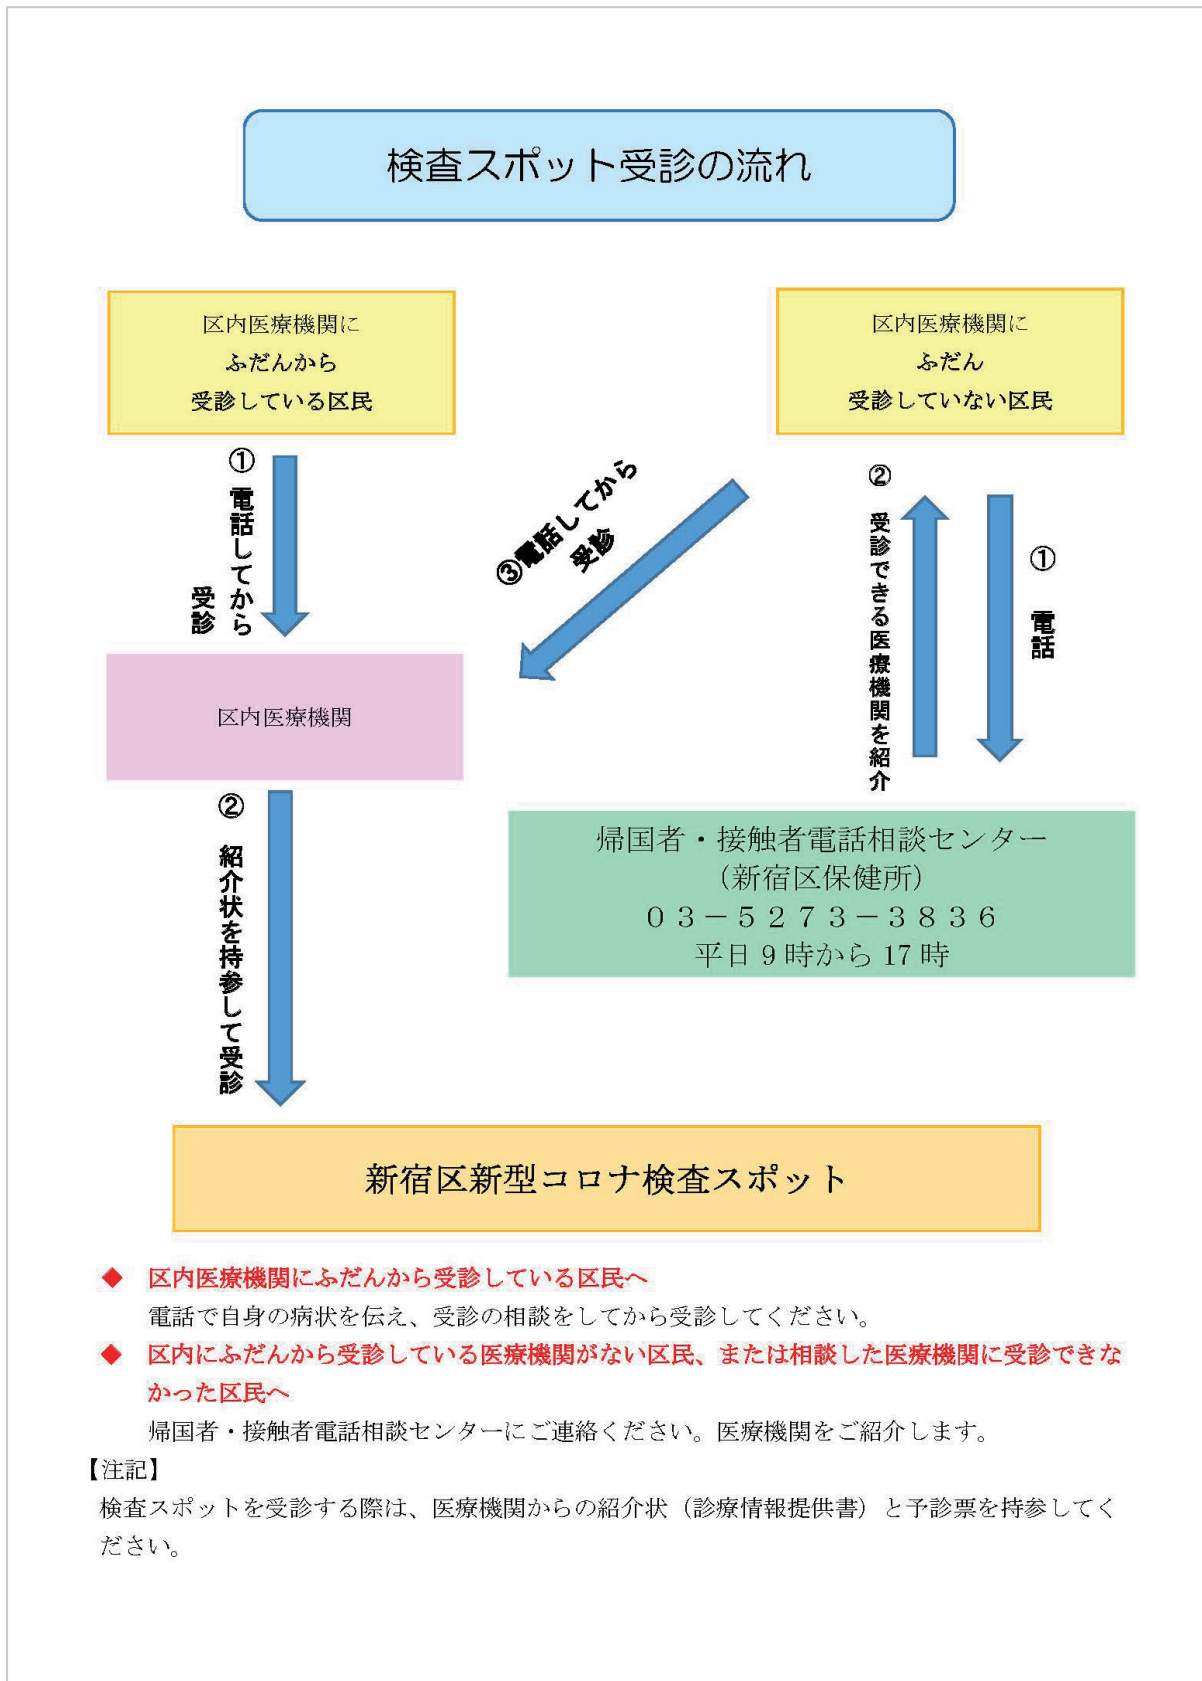 検査スポット受診の流れ
区内医療機関に
ふだんから
受診している区民
区内医療機関に
ふだん
受診していない区民
① 電話してから
受診
③電話してから
受診
② 受診できる医療機関を紹介
① 電話
区内医療機関
帰国者・接触者電話相談センター
（新宿区保健所）
０３－５２７３－３８３６
平日９時から 17 時
② 紹介状を持参して受診
新宿区新型コロナ検査スポット
◆ 区内医療機関にふだんから受診している区民へ
電話で自身の病状を伝え、受診の相談をしてから受診してください。
◆ 区内にふだんから受診している医療機関がない区民、または相談した医療機関に受診できな
かった区民へ
帰国者・接触者電話相談センターにご連絡ください。医療機関をご紹介します。
【注記】
検査スポットを受診する際は、医療機関からの紹介状（診療情報提供書）と予診票を持参してく
ださい。